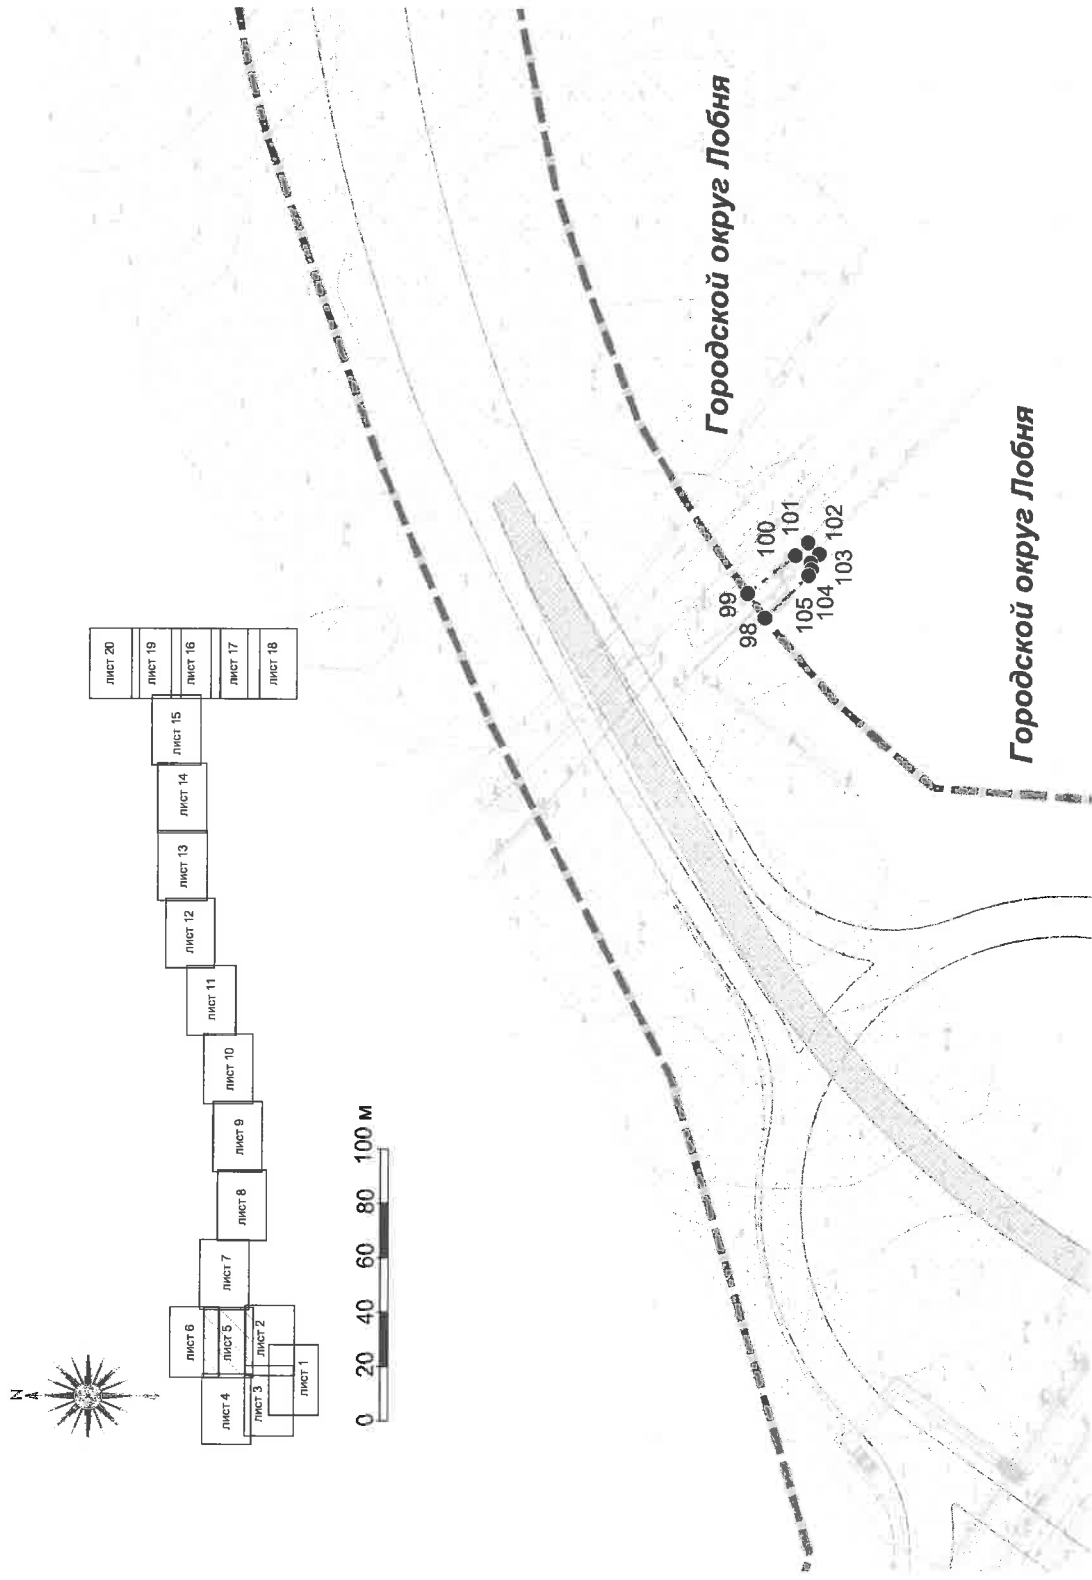 N
лист 6
лист 4
лист 5
лист 3
лист 2
лист 1
лист 7
лист 8
лист 9
лист 10
лист 11
лист 12
лист 13
лист 14
лист 15
лист 20
лист 19
лист 16
лист 17
лист 18
0 20 40 60 80 100 м
Городской округ Лобня
98
99
100
101
102
103
104
105
Городской округ Лобня